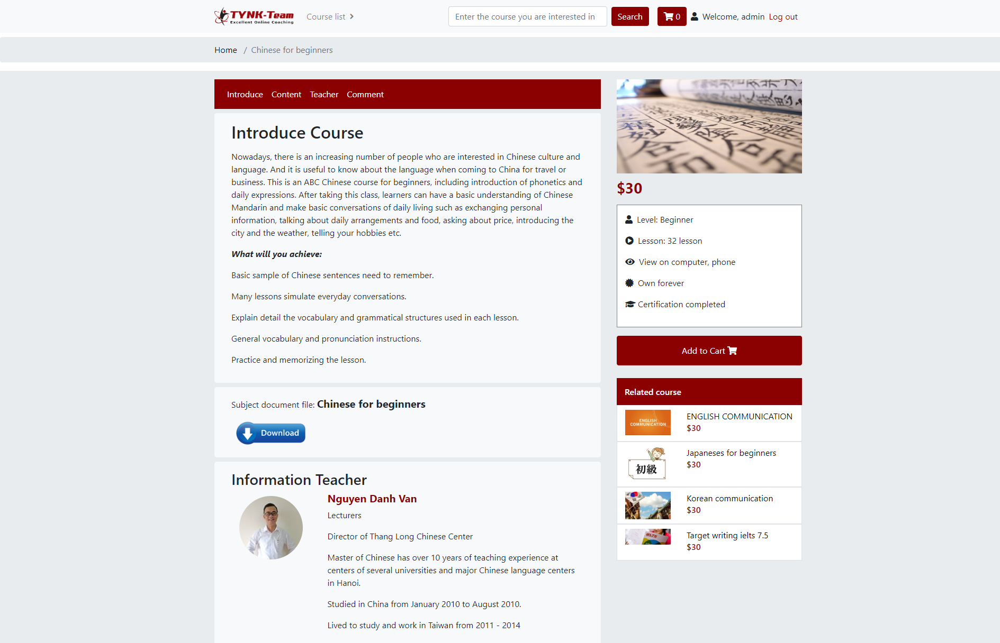 TYNK-Team
Excellent Online Coaching
Course list
Enter the course you are interested in
Search
0
Welcome, admin
Log out
Home / Chinese for beginners
Introduce Content Teacher Comment
Introduce Course
Nowadays, there is an increasing number of people who are interested in Chinese culture and
language. And it is useful to know about the language when coming to China for travel or
business. This is an ABC Chinese course for beginners, including introduction of phonetics and
daily expressions. After taking this class, learners can have a basic understanding of Chinese
Mandarin and make basic conversations of daily living such as exchanging personal
information, talking about daily arrangements and food, asking about price, introducing the
city and the weather, telling your hobbies etc.
What will you achieve:
Basic sample of Chinese sentences need to remember.
Many lessons simulate everyday conversations.
Explain detail the vocabulary and grammatical structures used in each lesson.
General vocabulary and pronunciation instructions.
Practice and memorizing the lesson.
Subject document file: Chinese for beginners
Download
Information Teacher
Nguyen Danh Van
Lecturers
Director of Thang Long Chinese Center
Master of Chinese has over 10 years of teaching experience at
centers of several universities and major Chinese language centers
in Hanoi.
Studied in China from January 2010 to August 2010.
Lived to study and work in Taiwan from 2011 - 2014
$30
Level: Beginner
Lesson: 32 lesson
View on computer, phone
Own forever
Certification completed
Add to Cart
Related course
ENGLISH
COMMUNICATION
ENGLISH COMMUNICATION
$30
初級
Japaneses for beginners
$30
Korean communication
$30
IELTS
Target writing ielts 7.5
$30